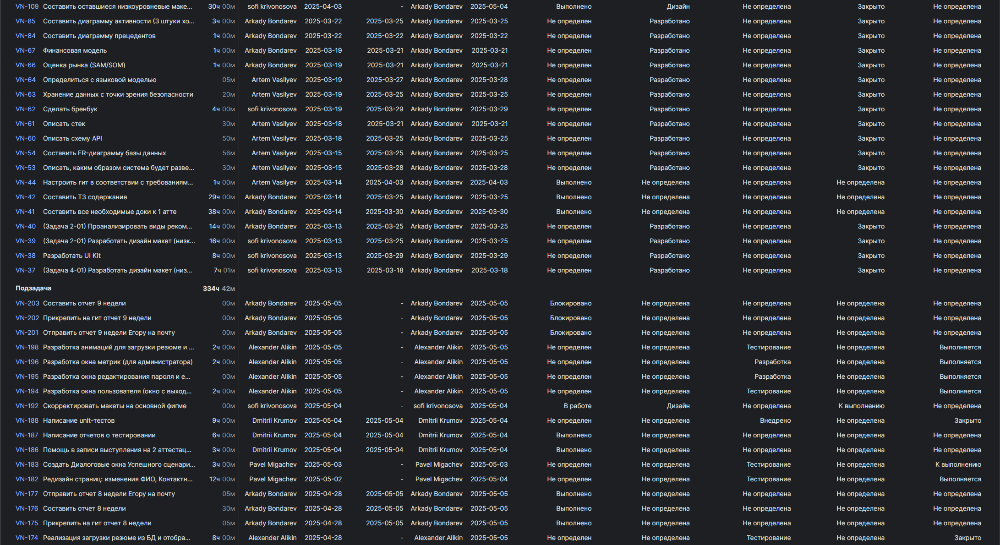 VN-109 Составить оставшиеся низкоуровневые маке... 30ч 00м sofi krivonosova 2025-04-03 - Arkady Bondarev 2025-05-04 Выполнено Дизайн Не определена Закрыто Не определена
VN-85 Составить диаграмму активности (3 штуки хо... 3ч 00м Arkady Bondarev 2025-03-22 2025-03-25 Arkady Bondarev 2025-03-25 Не определен Разработано Не определена Закрыто Не определена
VN-84 Составить диаграмму прецедентов 1ч 00м Arkady Bondarev 2025-03-22 2025-03-22 Arkady Bondarev 2025-03-22 Не определен Разработано Не определена Закрыто Не определена
VN-67 Финансовая модель 1ч 00м Arkady Bondarev 2025-03-19 2025-03-21 Arkady Bondarev 2025-03-21 Не определен Разработано Не определена Закрыто Не определена
VN-66 Оценка рынка (SAM/SOM) 1ч 00м Arkady Bondarev 2025-03-19 2025-03-21 Arkady Bondarev 2025-03-21 Не определен Разработано Не определена Закрыто Не определена
VN-64 Определиться с языковой моделью 05м Artem Vasilyev 2025-03-19 2025-03-27 Arkady Bondarev 2025-03-28 Не определен Разработано Не определена Закрыто Не определена
VN-63 Хранение данных с точки зрения безопасности 20м Artem Vasilyev 2025-03-19 2025-03-25 Arkady Bondarev 2025-03-25 Не определен Разработано Не определена Закрыто Не определена
VN-62 Сделать бренбук 4ч 00м sofi krivonosova 2025-03-19 2025-03-29 Arkady Bondarev 2025-03-29 Не определен Разработано Не определена Закрыто Не определена
VN-61 Описать стек 30м Artem Vasilyev 2025-03-18 2025-03-21 Arkady Bondarev 2025-03-21 Не определен Разработано Не определена Закрыто Не определена
VN-60 Описать схему API 50м Artem Vasilyev 2025-03-18 2025-03-25 Arkady Bondarev 2025-03-25 Не определен Разработано Не определена Закрыто Не определена
VN-54 Составить ER-диаграмму базы данных 56м Artem Vasilyev 2025-03-15 2025-03-25 Arkady Bondarev 2025-03-25 Не определен Разработано Не определена Закрыто Не определена
VN-53 Описать, каким образом система будет разве... 30м Artem Vasilyev 2025-03-15 2025-03-28 Arkady Bondarev 2025-03-28 Не определен Разработано Не определена Закрыто Не определена
VN-44 Настроить гит в соответствии с требованиям... 1ч 00м Artem Vasilyev 2025-03-14 2025-04-03 Arkady Bondarev 2025-04-03 Выполнено Не определена Не определена Не определена Не определена
VN-42 Составить ТЗ содержание 29ч 00м Arkady Bondarev 2025-03-14 2025-03-25 Arkady Bondarev 2025-03-25 Выполнено Не определена Не определена Не определена Не определена
VN-41 Составить все необходимые доки к 1 атте 38ч 00м Arkady Bondarev 2025-03-14 2025-03-30 Arkady Bondarev 2025-03-30 Выполнено Не определена Не определена Не определена Не определена
VN-40 (Задача 2-01) Проанализировать виды реком... 14ч 00м Arkady Bondarev 2025-03-13 2025-03-25 Arkady Bondarev 2025-03-25 Не определен Разработано Не определена Закрыто Не определена
VN-39 (Задача 2-01) Разработать дизайн макет (низк... 16ч 00м sofi krivonosova 2025-03-13 2025-03-25 Arkady Bondarev 2025-03-25 Не определен Разработано Не определена Закрыто Не определена
VN-38 Разработать UI Kit 8ч 00м sofi krivonosova 2025-03-13 2025-03-29 Arkady Bondarev 2025-03-29 Не определен Разработано Не определена Закрыто Не определена
VN-37 (Задача 4-01) Разработать дизайн макет (низ... 7ч 01м sofi krivonosova 2025-03-13 2025-03-18 Arkady Bondarev 2025-03-18 Не определен Разработано Не определена Закрыто Не определена
Подзадача 334ч 42м
VN-203 Составить отчет 9 недели 00м Arkady Bondarev 2025-05-05 - Arkady Bondarev 2025-05-05 Блокировано Не определена Не определена Не определена Не определена
VN-202 Прикрепить на гит отчет 9 недели 00м Arkady Bondarev 2025-05-05 - Arkady Bondarev 2025-05-05 Блокировано Не определена Не определена Не определена Не определена
VN-201 Отправить отчет 9 недели Егору на почту 00м Arkady Bondarev 2025-05-05 - Arkady Bondarev 2025-05-05 Блокировано Не определена Не определена Не определена Не определена
VN-198 Разработка анимаций для загрузки резюме и ... 2ч 00м Alexander Alikin 2025-05-05 - Alexander Alikin 2025-05-05 Не определен Не определена Тестирование Не определена Выполняется
VN-196 Разработка окна метрик (для администратора) 2ч 00м Alexander Alikin 2025-05-05 - Alexander Alikin 2025-05-05 Не определен Не определена Разработка Не определена Выполняется
VN-195 Разработка окна редактирования пароля и е... 00м Alexander Alikin 2025-05-05 - Alexander Alikin 2025-05-05 Не определен Не определена Разработка Не определена Выполняется
VN-194 Разработка окна пользователя (окно с выход... 2ч 00м Alexander Alikin 2025-05-05 - Alexander Alikin 2025-05-05 Не определен Не определена Тестирование Не определена Выполняется
VN-192 Скорректировать макеты на основной фигме 00м sofi krivonosova 2025-05-04 - sofi krivonosova 2025-05-04 В работе Дизайн Не определена К выполнению Не определена
VN-188 Написание unit-тестов 9ч 00м Dmitrii Krumov 2025-05-04 2025-05-04 Dmitrii Krumov 2025-05-04 Не определен Не определена Внедрено Не определена Закрыто
VN-187 Написание отчетов о тестировании 6ч 00м Dmitrii Krumov 2025-05-04 2025-05-04 Dmitrii Krumov 2025-05-04 Выполнено Не определена Не определена Не определена Не определена
VN-186 Помощь в записи выступления на 2 аттестац... 3ч 00м Dmitrii Krumov 2025-05-04 2025-05-04 Dmitrii Krumov 2025-05-04 Выполнено Не определена Не определена Не определена Не определена
VN-183 Создать Диалоговые окна Успешного сценари... 3ч 00м Pavel Migachev 2025-05-03 - Pavel Migachev 2025-05-03 Не определен Не определена Тестирование Не определена К выполнению
VN-182 Редизайн страниц: изменения ФИО, Контактн... 12ч 00м Pavel Migachev 2025-05-02 - Pavel Migachev 2025-05-04 Не определен Не определена Тестирование Не определена Выполняется
VN-177 Отправить отчет 8 недели Егору на почту 05м Arkady Bondarev 2025-04-28 2025-05-05 Arkady Bondarev 2025-05-05 Выполнено Не определена Не определена Не определена Не определена
VN-176 Составить отчет 8 недели 30м Arkady Bondarev 2025-04-28 2025-05-05 Arkady Bondarev 2025-05-05 Выполнено Не определена Не определена Не определена Не определена
VN-175 Прикрепить на гит отчет 8 недели 05м Arkady Bondarev 2025-04-28 2025-05-05 Arkady Bondarev 2025-05-05 Выполнено Не определена Не определена Не определена Не определена
VN-174 Реализация загрузки резюме из БД и отобра... 8ч 00м Alexander Alikin 2025-04-28 - Alexander Alikin 2025-05-05 Не определен Не определена Тестирование Не определена Закрыто